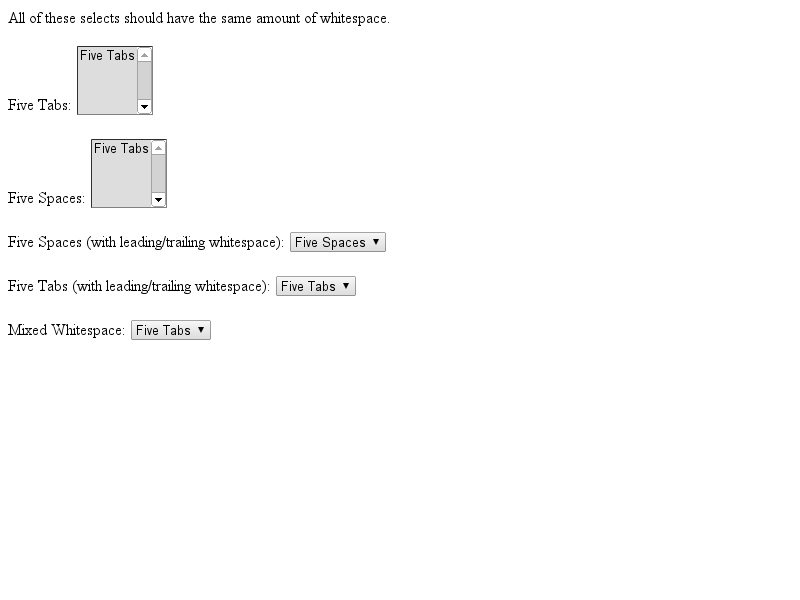 All of these selects should have the same amount of whitespace.
Five Tabs
Five Tabs:
Five Tabs
Five Spaces:
Five Spaces (with leading/trailing whitespace): Five Spaces
Five Tabs (with leading/trailing whitespace): Five Tabs
Mixed Whitespace: Five Tabs